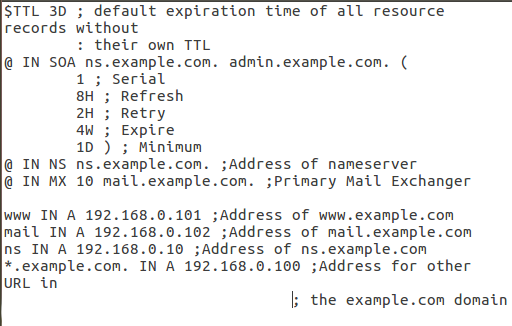 $TTL 3D ; default expiration time of all resource
records without
: their own TTL
@ IN SOA ns.example.com. admin.example.com. (
1 ; Serial
8H ; Refresh
2H ; Retry
4W ; Expire
1D ) ; Minimum
@ IN NS ns.example.com. ;Address of nameserver
@ IN MX 10 mail.example.com. ;Primary Mail Exchanger
www IN A 192.168.0.101 ;Address of www.example.com
mail IN A 192.168.0.102 ;Address of mail.example.com
ns IN A 192.168.0.10 ;Address of ns.example.com
*.example.com. IN A 192.168.0.100 ;Address for other
URL in
; the example.com domain